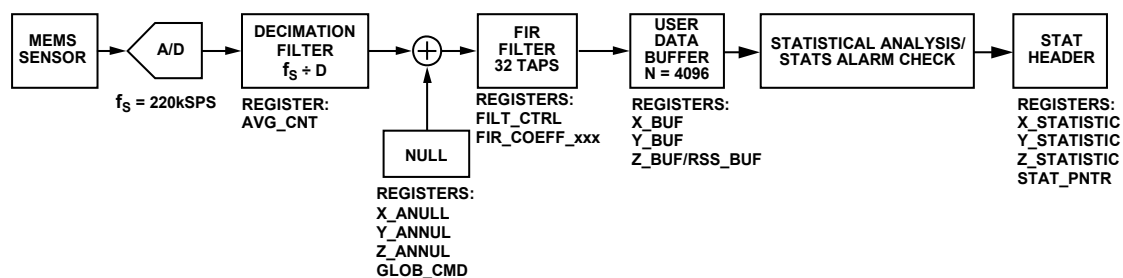 MEMS
SENSOR
A/D
fS = 220kSPS
DECIMATION
FILTER
fS ÷ D
REGISTER:
AVG_CNT
NULL
REGISTERS:
X_ANULL
Y_ANNUL
Z_ANNUL
GLOB_CMD
FIR
FILTER
32 TAPS
REGISTERS:
FILT_CTRL
FIR_COEFF_xxx
USER
DATA
BUFFER
N = 4096
REGISTERS:
X_BUF
Y_BUF
Z_BUF/RSS_BUF
STATISTICAL ANALYSIS/
STATS ALARM CHECK
STAT
HEADER
REGISTERS:
X_STATISTIC
Y_STATISTIC
Z_STATISTIC
STAT_PNTR